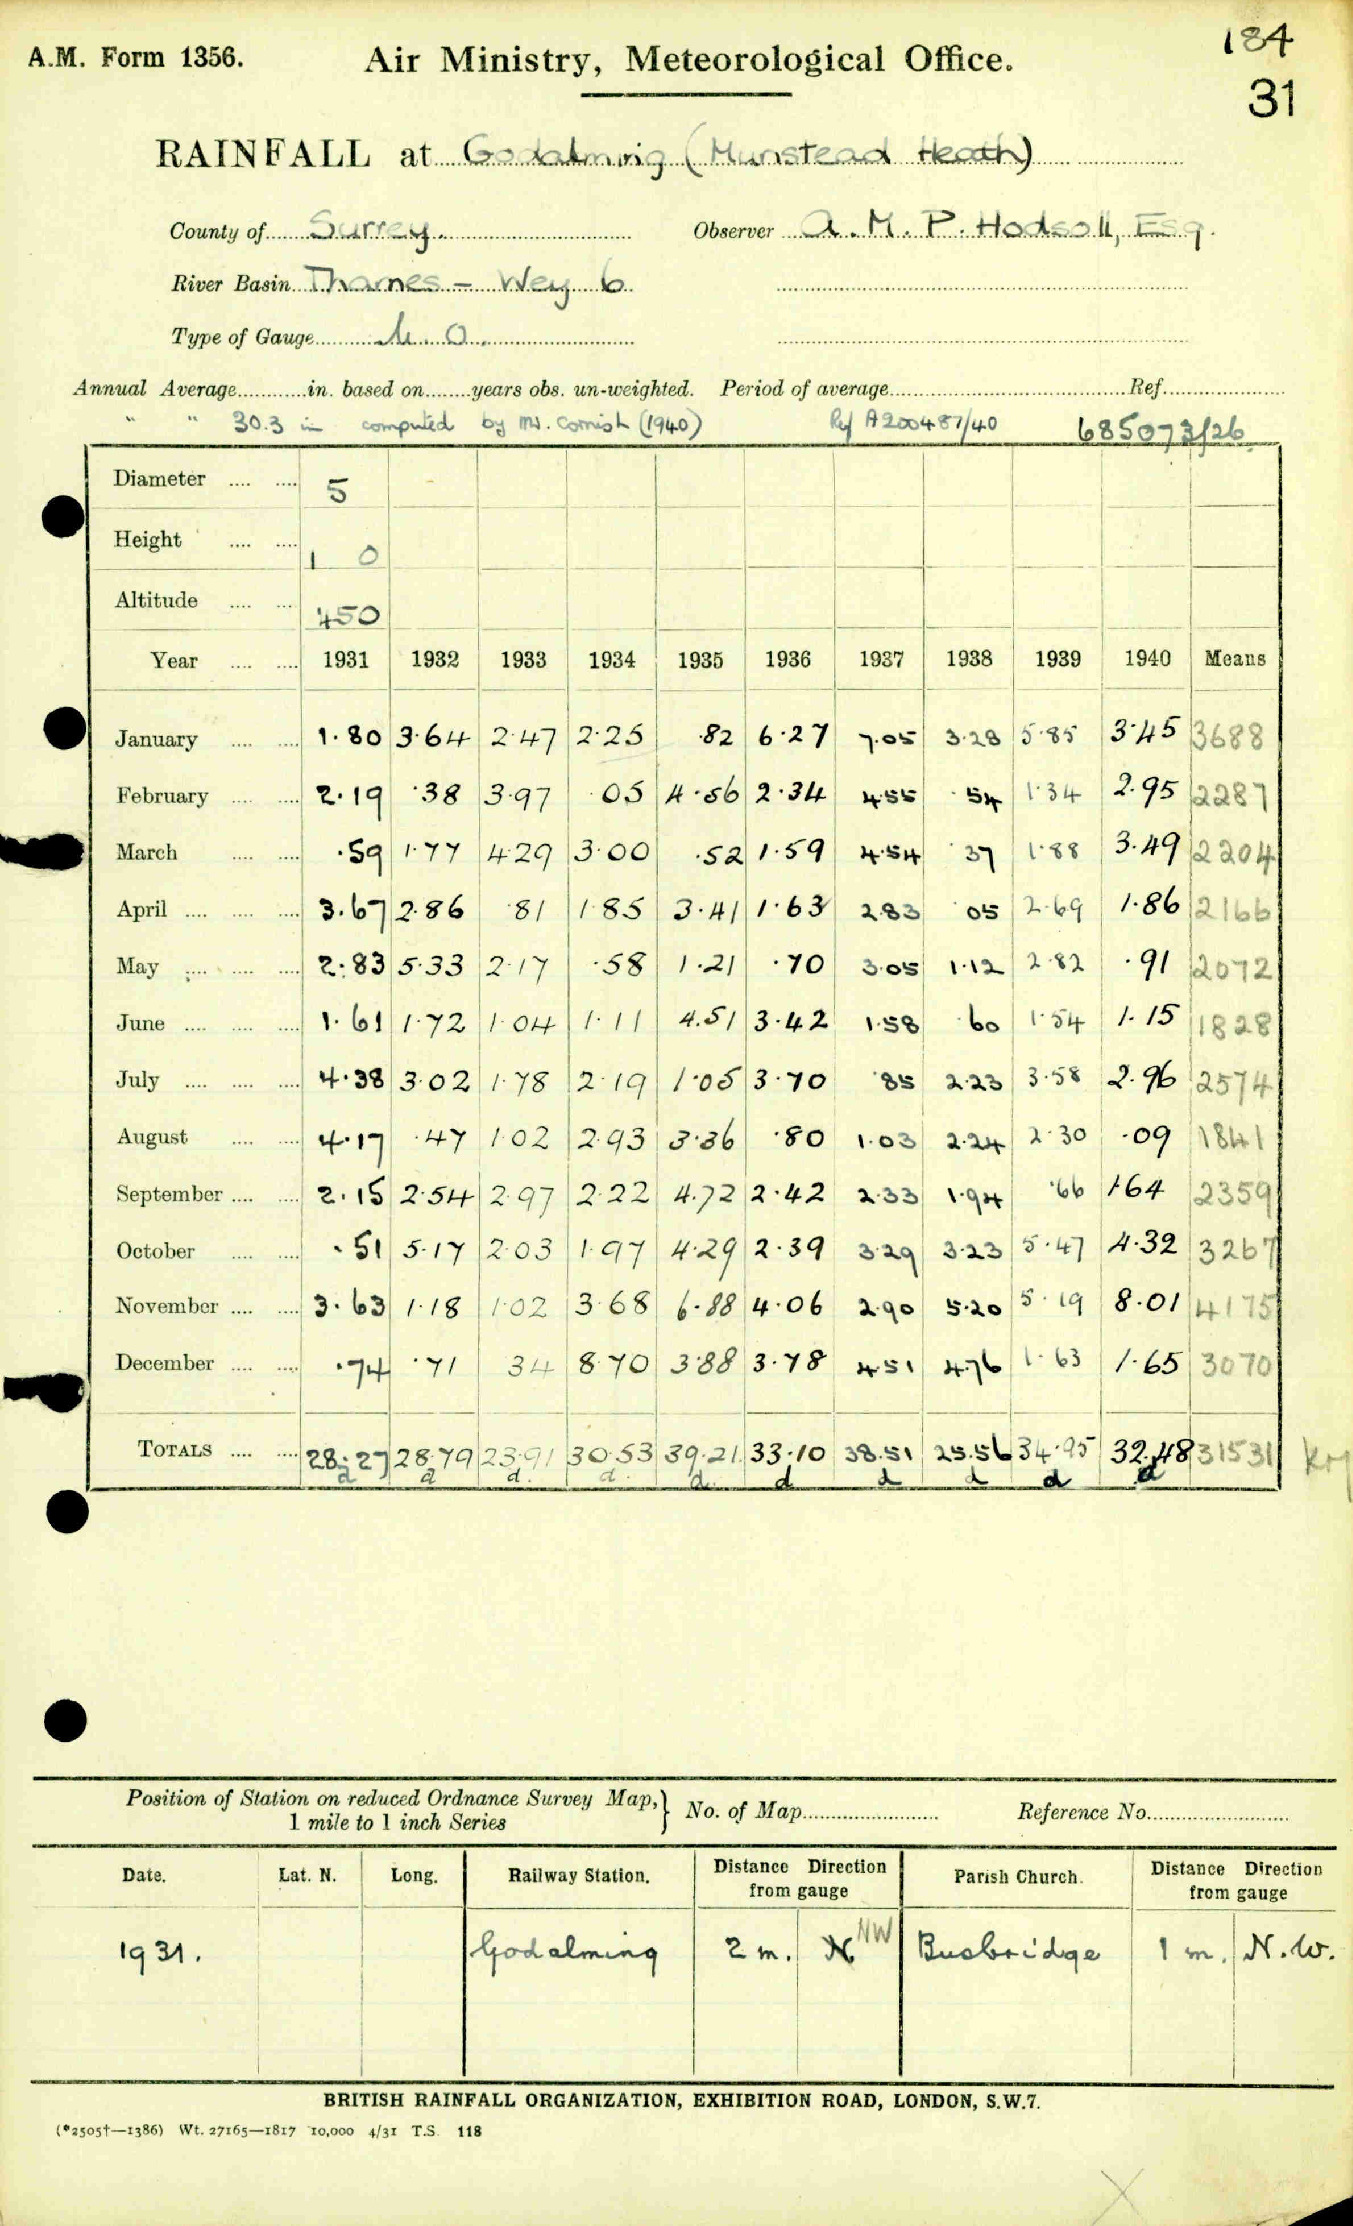 184
A.M. Form 1356. Air Ministry, Meteorological Office.
31
RAINFALL at Godalming (Munstead Heath)
County of Surrey. Observer A. M. P. Hodsoll, Esq.
River Basin Thames - Wey 6
Type of Gauge M. O.
Annual Average in. based on years obs. un-weighted. Period of average Ref.
" " 30.3 in computed by Mr. Cornish (1940) Ref A200487/40 685073/26
Diameter 5
Height 1 0
Altitude 450
Year 1931 1932 1933 1934 1935 1936 1937 1938 1939 1940 Means
January 1.80 3.64 2.47 2.25 .82 6.27 7.05 3.28 5.85 3.45 3688
February 2.19 .38 3.97 .05 4.56 2.34 4.55 .54 1.34 2.95 2287
March .59 1.77 4.29 3.00 .52 1.59 4.54 .37 1.88 3.49 2204
April 3.67 2.86 .81 1.85 3.41 1.63 2.83 .05 2.69 1.86 2166
May 2.83 5.33 2.17 .58 1.21 .70 3.05 1.12 2.82 .91 2072
June 1.61 1.72 1.04 1.11 4.51 3.42 1.58 .60 1.54 1.15 1828
July 4.38 3.02 1.78 2.19 1.05 3.70 .85 2.23 3.58 2.96 2574
August 4.17 .47 1.02 2.93 3.36 .80 1.03 2.24 2.30 .09 1841
September 2.15 2.54 2.97 2.22 4.72 2.42 2.33 1.94 .66 1.64 2359
October .51 5.17 2.03 1.97 4.29 2.39 3.29 3.23 5.47 4.32 3267
November 3.63 1.18 1.02 3.68 6.88 4.06 2.90 5.20 5.19 8.01 4175
December .74 .71 34 8.70 3.88 3.78 4.51 4.76 1.63 1.65 3070
TOTALS 28.27 28.79 23.91 30.53 39.21 33.10 38.51 25.56 34.95 32.48 31531
d d d. d. d. d d d d d
Position of Station on reduced Ordnance Survey Map, No. of Map Reference No.
1 mile to 1 inch Series
Date. Lat. N. Long. Railway Station. Distance Direction from gauge Parish Church. Distance Direction from gauge
1931. Godalming 2 m. N NW Busbridge 1 m. N.W.
BRITISH RAINFALL ORGANIZATION, EXHIBITION ROAD, LONDON, S.W.7.
(*2505†—1386) Wt. 27165—1817 10,000 4/31 T.S. 118